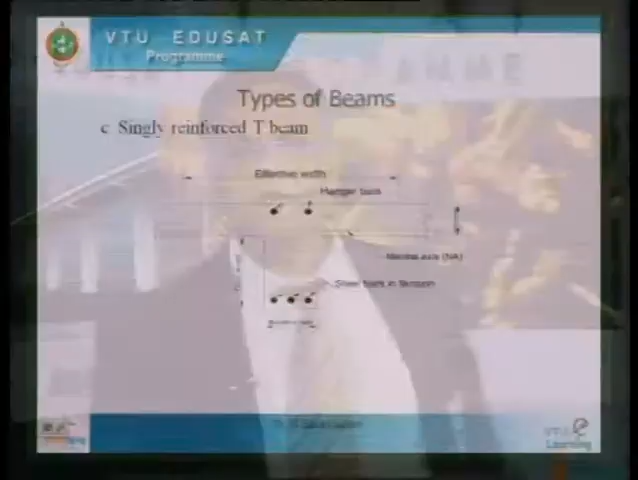 VTU EDUSAT
Programme
Types of Beams
c Singly reinforced T beam
Effective width
Hanger bars
Neutral axis (NA)
Steel bars in tension
VTU
Learning